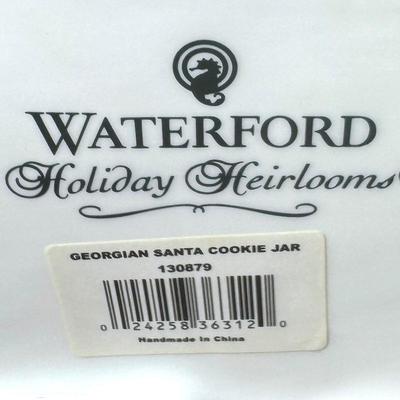 WATERFORD
Holiday Heirlooms
GEORGIAN SANTA COOKIE JAR
130879
0 24258 36312 0
Handmade In China